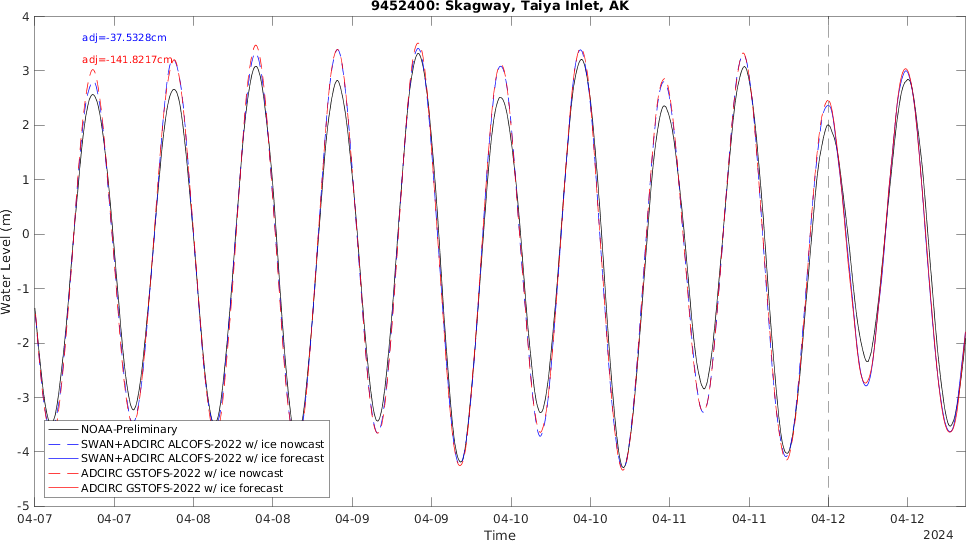 9452400: Skagway, Taiya Inlet, AK
adj=-37.5328cm
adj=-141.8217cm
4
3
2
1
0
-1
-2
-3
-4
-5
Water Level (m)
NOAA-Preliminary
SWAN+ADCIRC ALCOFS-2022 w/ ice nowcast
SWAN+ADCIRC ALCOFS-2022 w/ ice forecast
ADCIRC GSTOFS-2022 w/ ice nowcast
ADCIRC GSTOFS-2022 w/ ice forecast
04-07 04-07 04-08 04-08 04-09 04-09 04-10 04-10 04-11 04-11 04-12 04-12
Time
2024